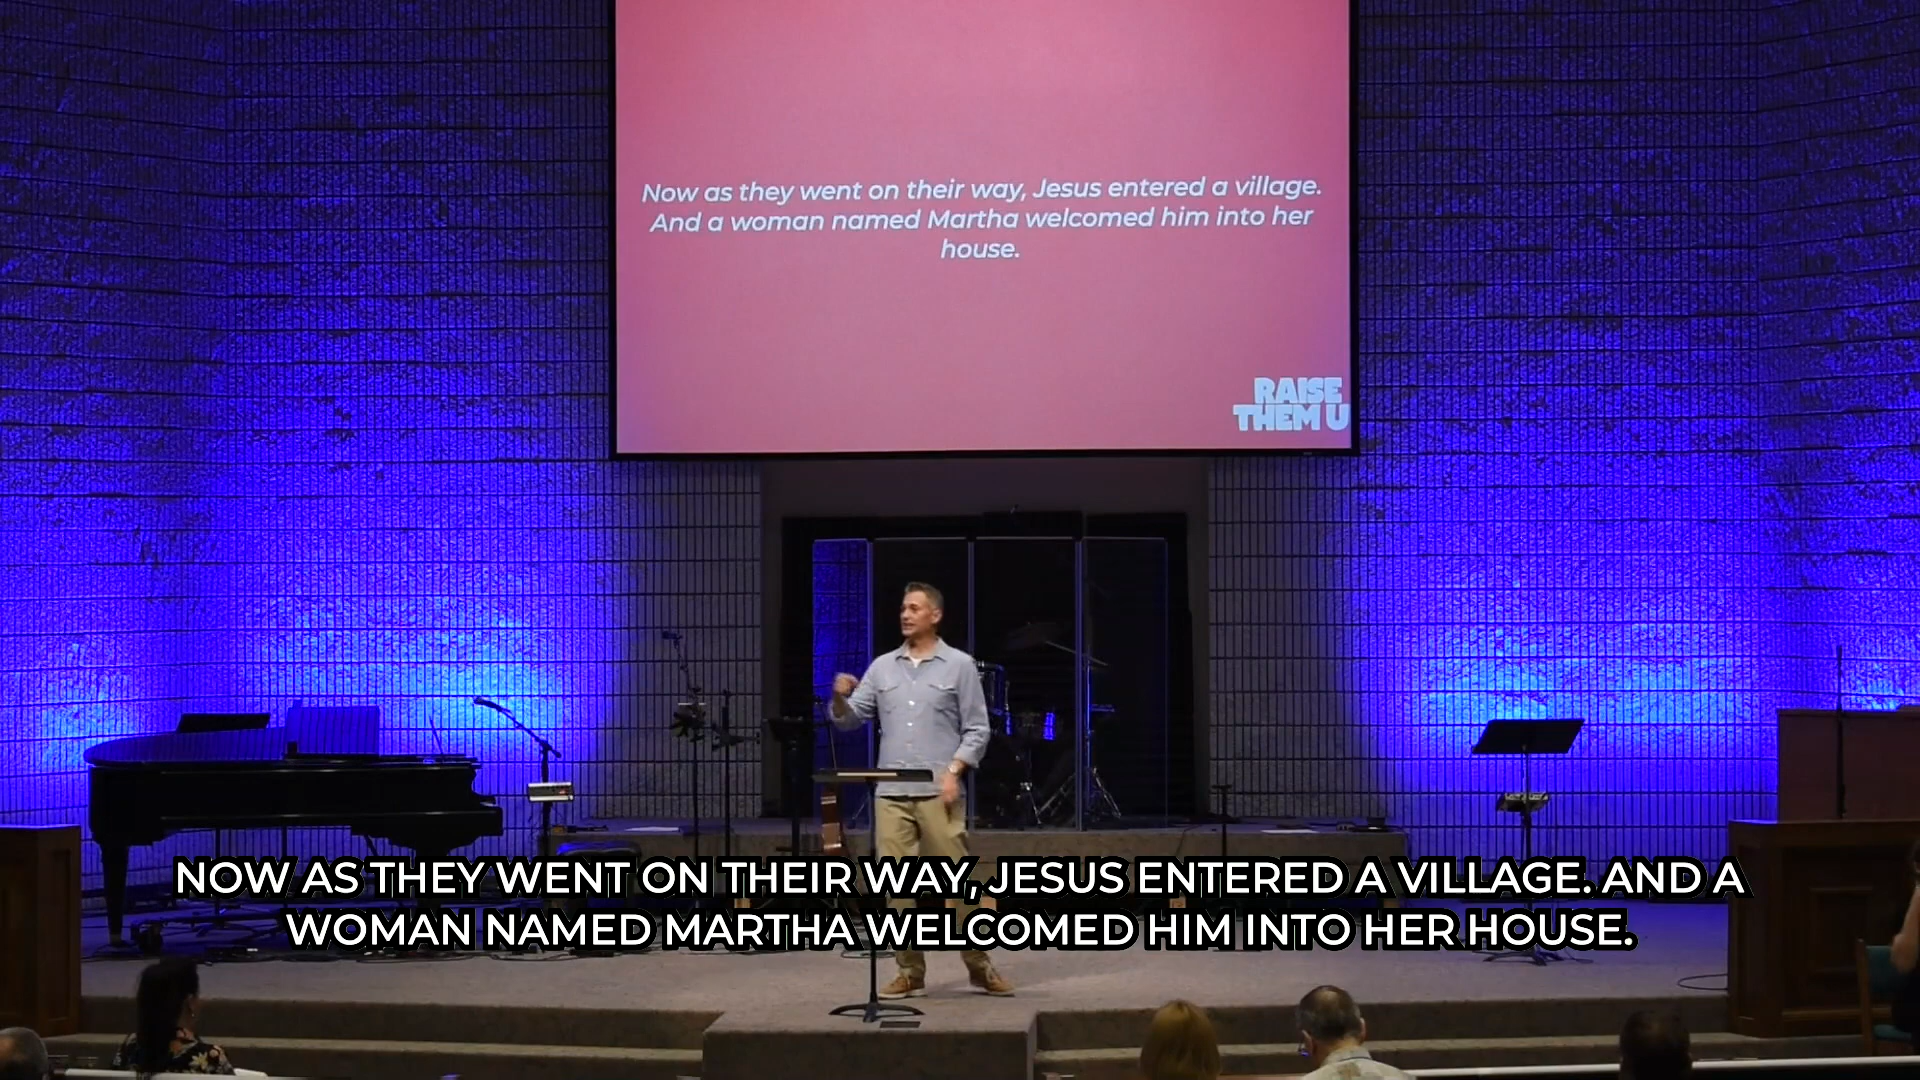 Now as they went on their way, Jesus entered a village.
And a woman named Martha welcomed him into her
house.
RAISE
THEM U
NOW AS THEY WENT ON THEIR WAY, JESUS ENTERED A VILLAGE. AND A
WOMAN NAMED MARTHA WELCOMED HIM INTO HER HOUSE.